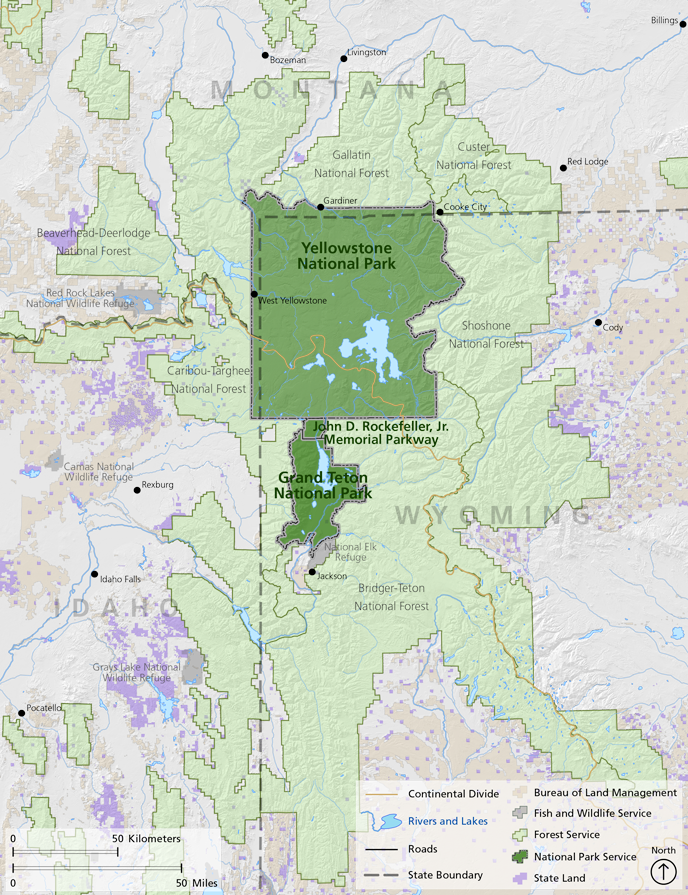 Billings
Livingston
Bozeman
MONTANA
Gallatin
National Forest
Custer
National Forest
Red Lodge
Gardiner
Cooke City
Beaverhead-Deerlodge
National Forest
Yellowstone
National Park
Red Rock Lakes
National Wildlife Refuge
West Yellowstone
Shoshone
National Forest
Cody
Caribou-Targhee
National Forest
John D. Rockefeller, Jr.
Memorial Parkway
Camas National
Wildlife Refuge
Rexburg
Grand Teton
National Park
WYOMING
National Elk
Refuge
Jackson
Idaho Falls
Bridger-Teton
National Forest
IDAHO
Grays Lake National
Wildlife Refuge
Pocatello
Continental Divide
Rivers and Lakes
Roads
State Boundary
Bureau of Land Management
Fish and Wildlife Service
Forest Service
National Park Service
State Land
North
0 50 Kilometers
0 50 Miles